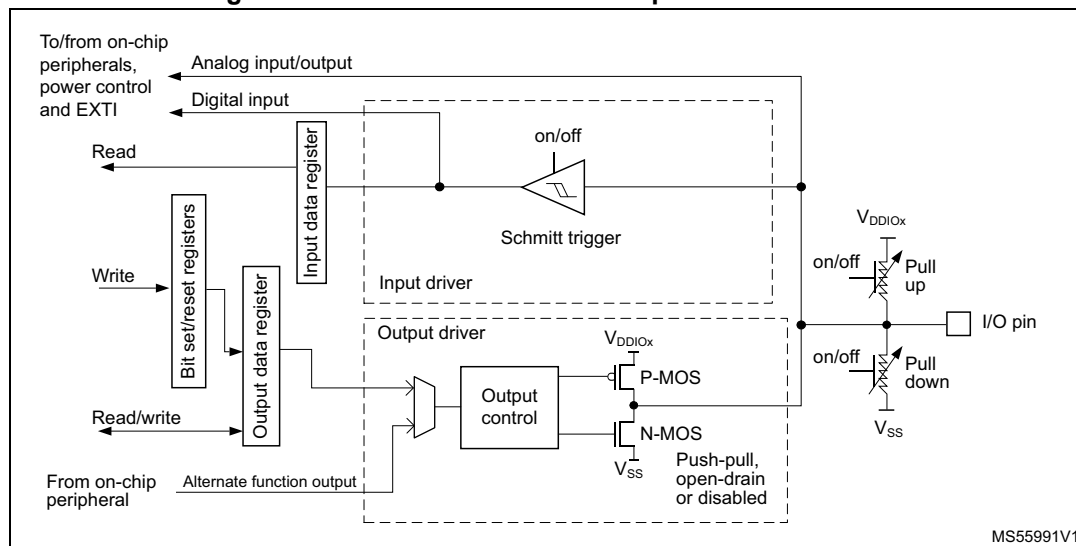 To/from on-chip
peripherals,
power control
and EXTI
Analog input/output
Digital input
on/off
Read
Input data register
Schmitt trigger
Input driver
VDDIOx
on/off
Pull
up
I/O pin
on/off
Pull
down
VSS
Write
Bit set/reset registers
Output data register
Read/write
Output driver
VDDIOx
P-MOS
Output
control
N-MOS
VSS
Push-pull,
open-drain
or disabled
From on-chip
peripheral
Alternate function output
MS55991V1